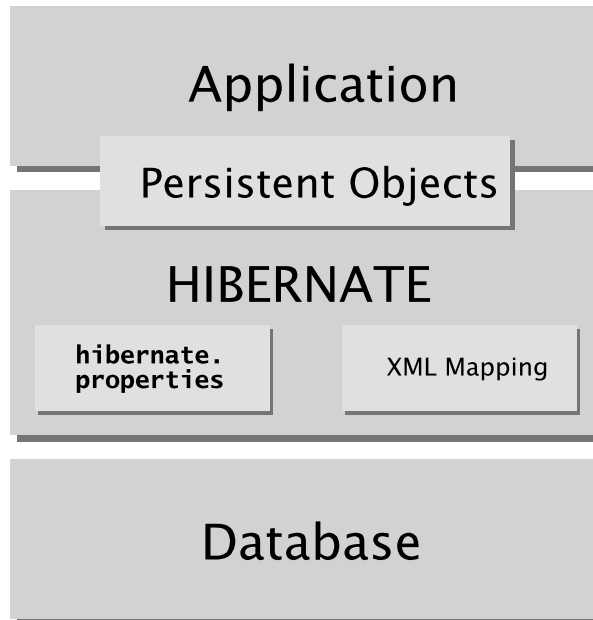 Application
Persistent Objects
HIBERNATE
hibernate.
properties
XML Mapping
Database